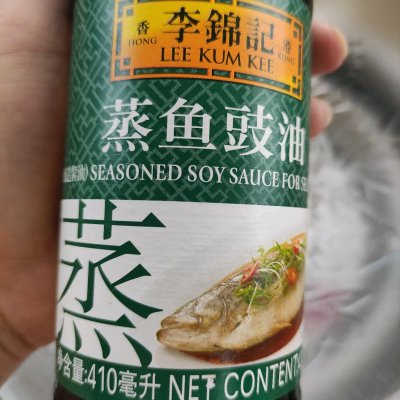 香 李錦記 港
HONG LEE KUM KEE KONG
蒸鱼豉油
油) SEASONED SOY SAUCE FOR
蒸
含量:410毫升 NET CONTENT